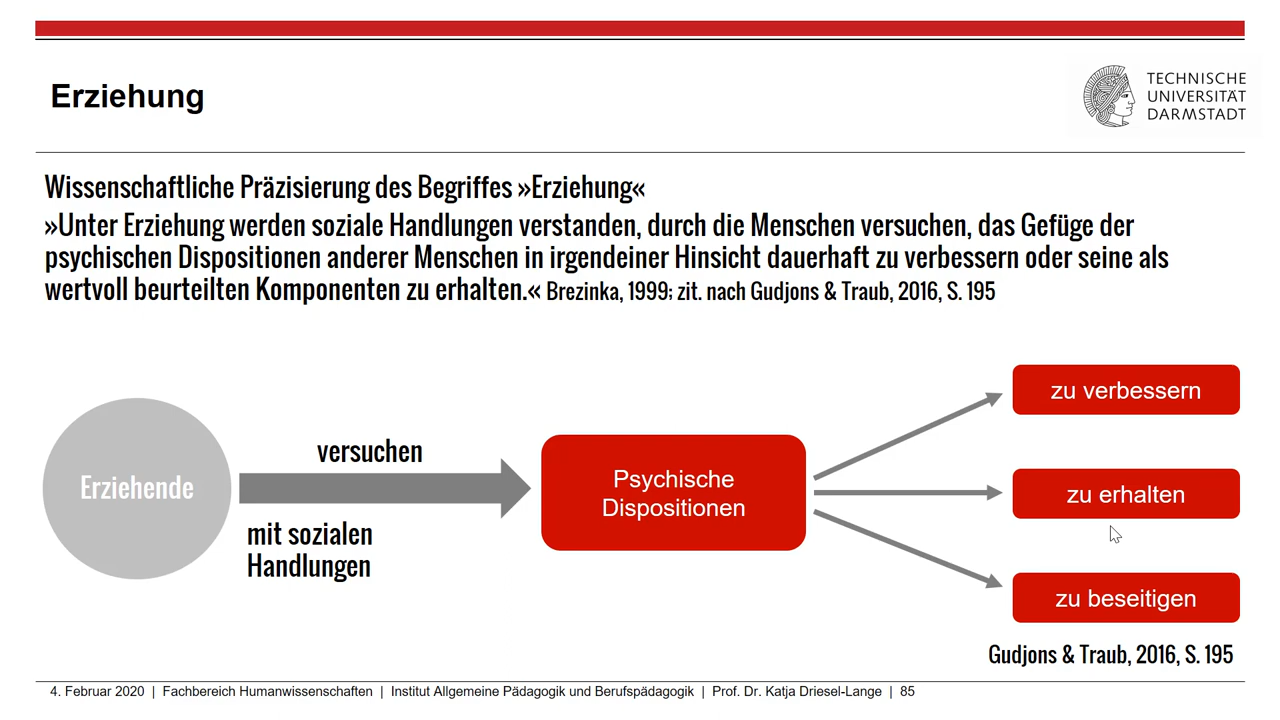 Erziehung
TECHNISCHE
UNIVERSITÄT
DARMSTADT
Wissenschaftliche Präzisierung des Begriffes »Erziehung«
»Unter Erziehung werden soziale Handlungen verstanden, durch die Menschen versuchen, das Gefüge der
psychischen Dispositionen anderer Menschen in irgendeiner Hinsicht dauerhaft zu verbessern oder seine als
wertvoll beurteilten Komponenten zu erhalten.« Brezinka, 1999; zit. nach Gudjons & Traub, 2016, S. 195
Erziehende
versuchen
mit sozialen
Handlungen
Psychische
Dispositionen
zu verbessern
zu erhalten
zu beseitigen
Gudjons & Traub, 2016, S. 195
4. Februar 2020 | Fachbereich Humanwissenschaften | Institut Allgemeine Pädagogik und Berufspädagogik | Prof. Dr. Katja Driesel-Lange | 85